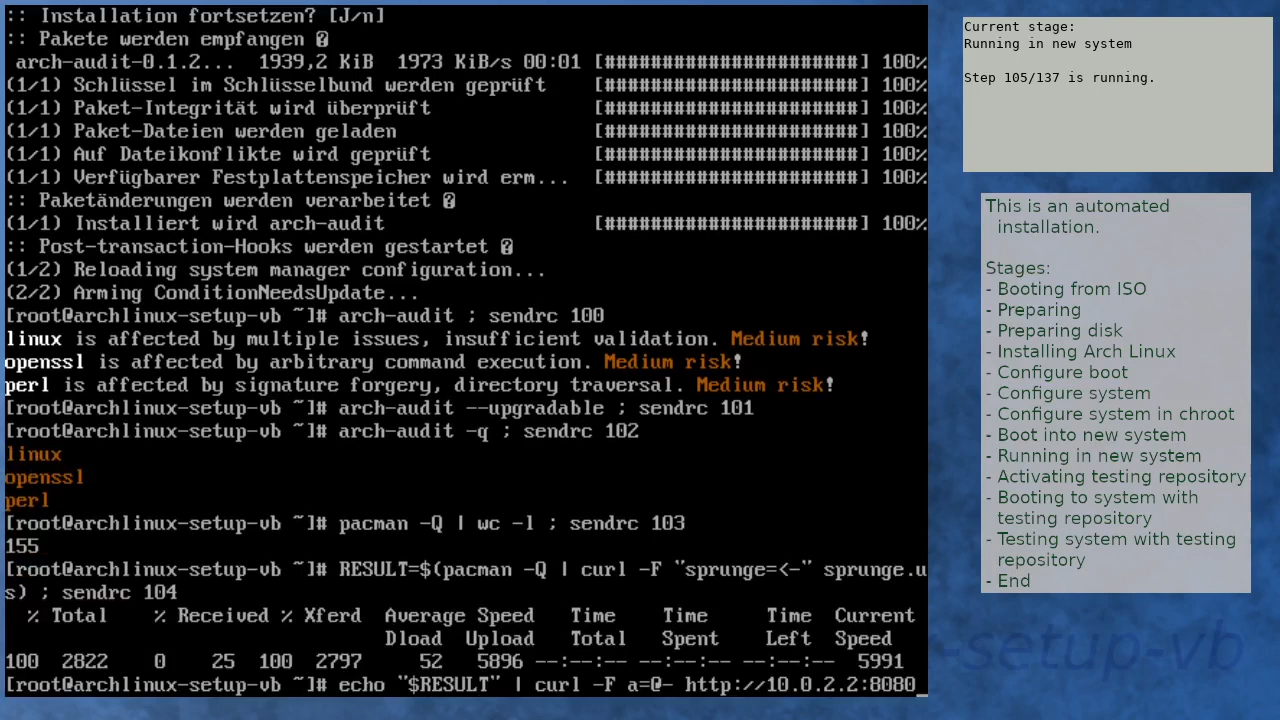 :: Installation fortsetzen? [J/n]
:: Pakete werden empfangen �
arch-audit-0.1.2...  1939,2 KiB  1973 KiB/s 00:01 [######################] 100%
(1/1) Schlüssel im Schlüsselbund werden geprüft [######################] 100%
(1/1) Paket-Integrität wird überprüft [######################] 100%
(1/1) Paket-Dateien werden geladen [######################] 100%
(1/1) Auf Dateikonflikte wird geprüft [######################] 100%
(1/1) Verfügbarer Festplattenspeicher wird erm... [######################] 100%
:: Paketänderungen werden verarbeitet �
(1/1) Installiert wird arch-audit [######################] 100%
:: Post-transaction-Hooks werden gestartet �
(1/2) Reloading system manager configuration...
(2/2) Arming ConditionNeedsUpdate...
[root@archlinux-setup-vb ~]# arch-audit ; sendrc 100
linux is affected by multiple issues, insufficient validation. Medium risk!
openssl is affected by arbitrary command execution. Medium risk!
perl is affected by signature forgery, directory traversal. Medium risk!
[root@archlinux-setup-vb ~]# arch-audit --upgradable ; sendrc 101
[root@archlinux-setup-vb ~]# arch-audit -q ; sendrc 102
linux
openssl
perl
[root@archlinux-setup-vb ~]# pacman -Q | wc -l ; sendrc 103
155
[root@archlinux-setup-vb ~]# RESULT=$(pacman -Q | curl -F "sprunge=<-" sprunge.u
s) ; sendrc 104
% Total % Received % Xferd Average Speed Time Time Time Current
Dload Upload Total Spent Left Speed
100 2822 0 25 100 2797 52 5896 --:--:-- --:--:-- --:--:-- 5991
[root@archlinux-setup-vb ~]# echo "$RESULT" | curl -F a=@- http://10.0.2.2:8080_
Current stage:
Running in new system
Step 105/137 is running.
This is an automated
installation.
Stages:
- Booting from ISO
- Preparing
- Preparing disk
- Installing Arch Linux
- Configure boot
- Configure system
- Configure system in chroot
- Boot into new system
- Running in new system
- Activating testing repository
- Booting to system with
testing repository
- Testing system with testing
repository
- End
-setup-vb